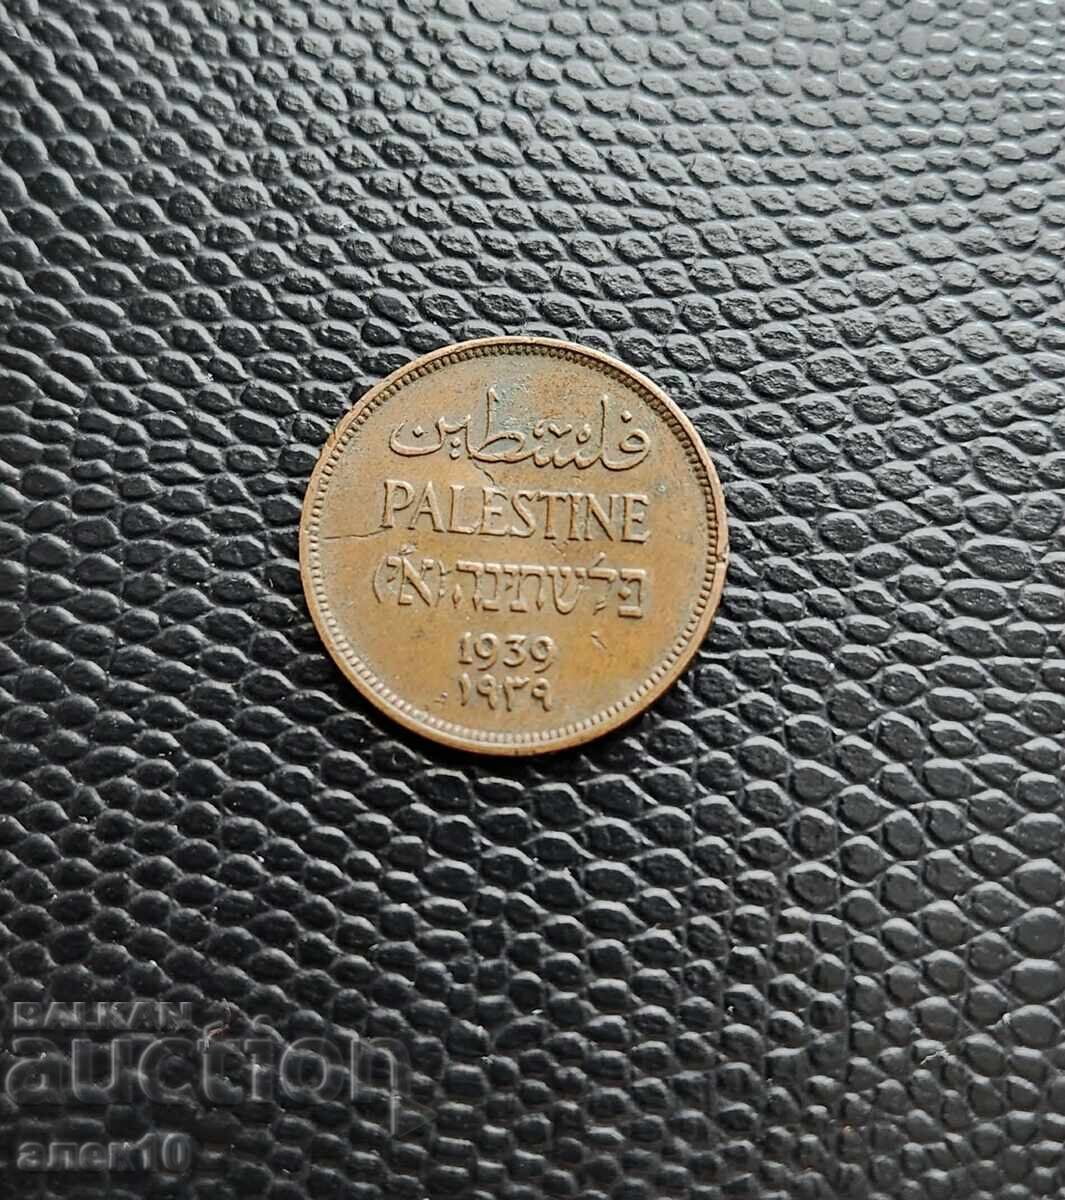 فلسطين
PALESTINE
פלשתינה (א״י)
1939
١٩٣٩
BALKAN
auction
алек10